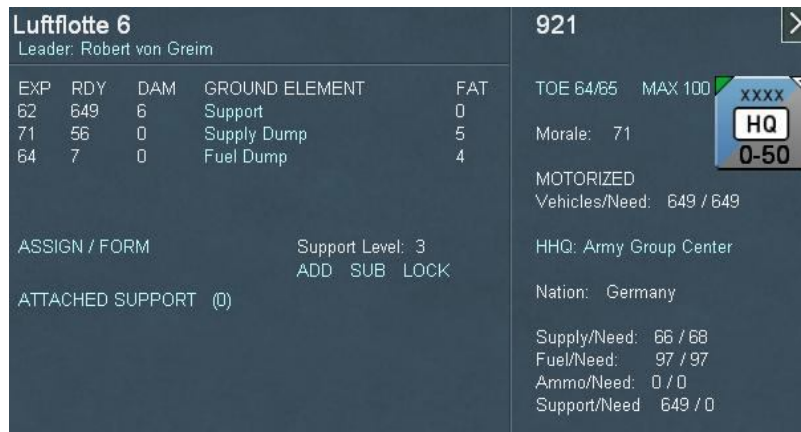 Luftflotte 6
Leader: Robert von Greim
EXP RDY DAM GROUND ELEMENT FAT
62 649 6 Support 0
71 56 0 Supply Dump 5
64 7 0 Fuel Dump 4
ASSIGN / FORM Support Level: 3
ADD SUB LOCK
ATTACHED SUPPORT (0)
921 X
TOE 64/65 MAX 100
XXXX
HQ
0-50
Morale: 71
MOTORIZED
Vehicles/Need: 649 / 649
HHQ: Army Group Center
Nation: Germany
Supply/Need: 66 / 68
Fuel/Need: 97 / 97
Ammo/Need: 0 / 0
Support/Need 649 / 0